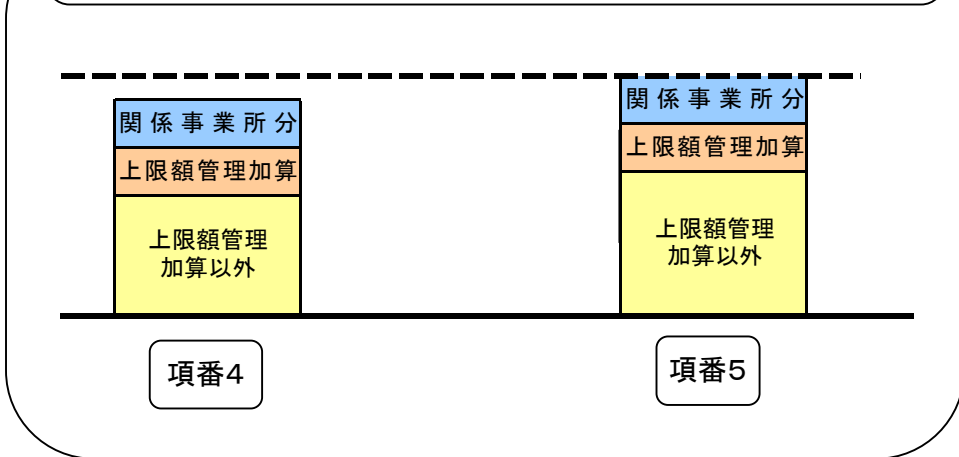 関係事業所分
上限額管理加算
上限額管理
加算以外
項番4
関係事業所分
上限額管理加算
上限額管理
加算以外
項番5